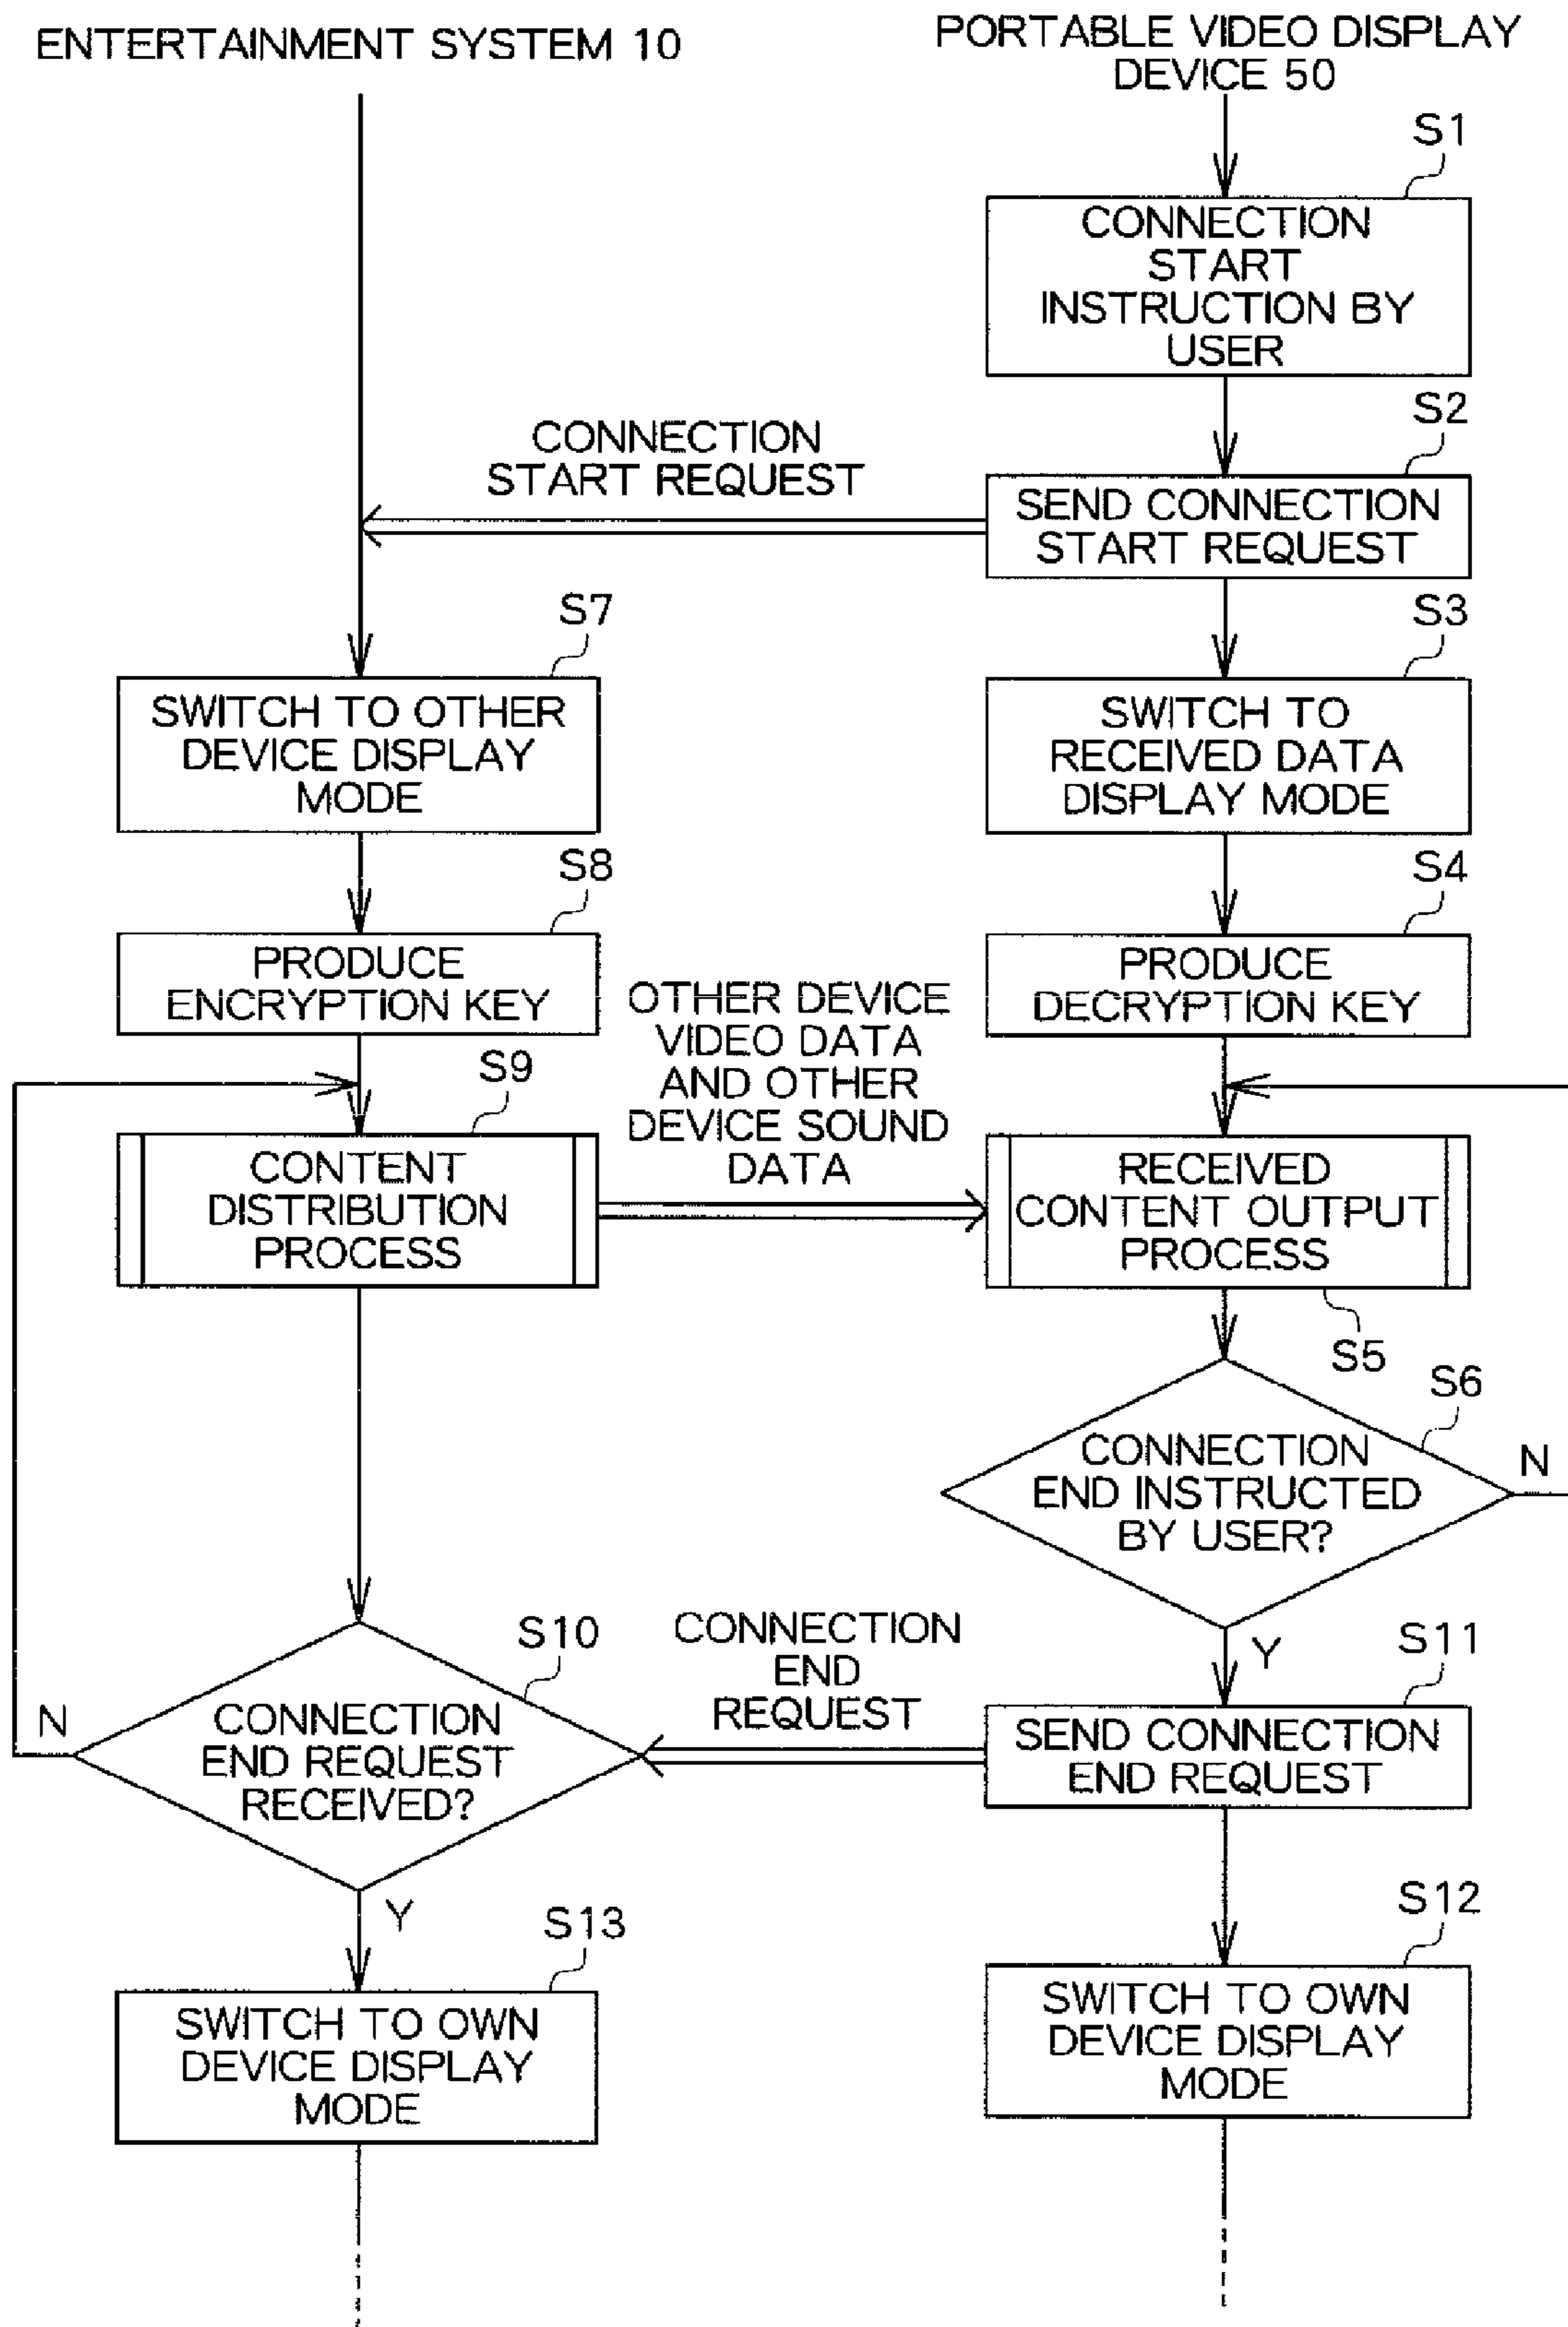 ENTERTAINMENT SYSTEM 10
PORTABLE VIDEO DISPLAY
DEVICE 50
S1
CONNECTION
START
INSTRUCTION BY
USER
S2
CONNECTION
START REQUEST
SEND CONNECTION
START REQUEST
S7
SWITCH TO OTHER
DEVICE DISPLAY
MODE
S3
SWITCH TO
RECEIVED DATA
DISPLAY MODE
S8
PRODUCE
ENCRYPTION KEY
S4
PRODUCE
DECRYPTION KEY
OTHER DEVICE
VIDEO DATA
AND OTHER
DEVICE SOUND
DATA
S9
CONTENT
DISTRIBUTION
PROCESS
RECEIVED
CONTENT OUTPUT
PROCESS
S5
S6
CONNECTION
END INSTRUCTED
BY USER?
N
Y
S10
CONNECTION
END REQUEST
RECEIVED?
N
Y
CONNECTION
END
REQUEST
S11
SEND CONNECTION
END REQUEST
S13
SWITCH TO OWN
DEVICE DISPLAY
MODE
S12
SWITCH TO OWN
DEVICE DISPLAY
MODE